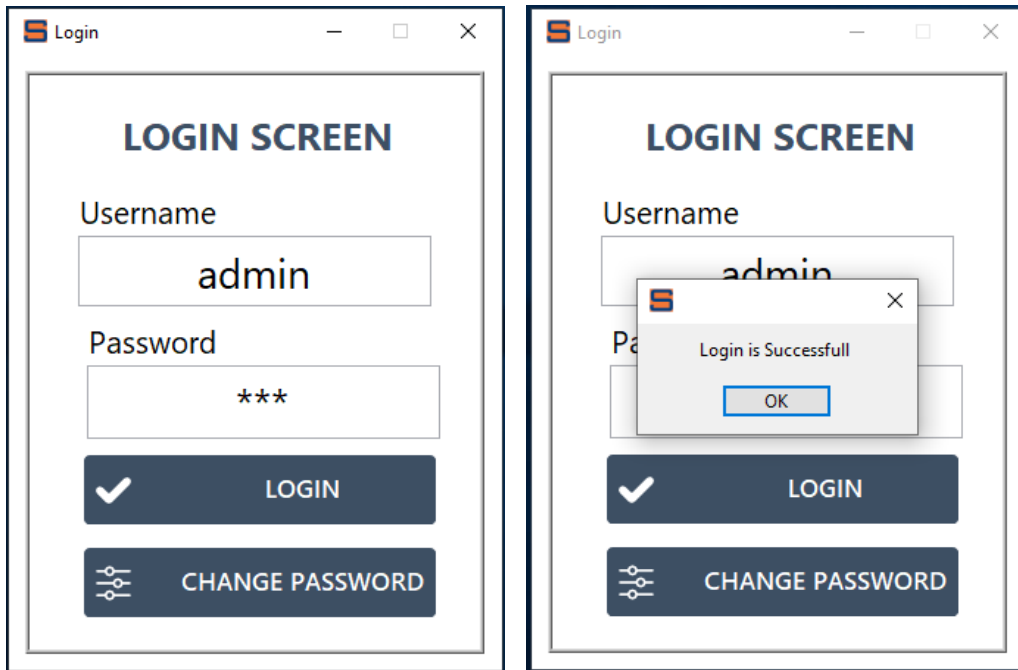 Login
LOGIN SCREEN
Username
admin
Password
***
LOGIN
CHANGE PASSWORD
Login
LOGIN SCREEN
Username
admin
Pa
Login is Successfull
OK
LOGIN
CHANGE PASSWORD